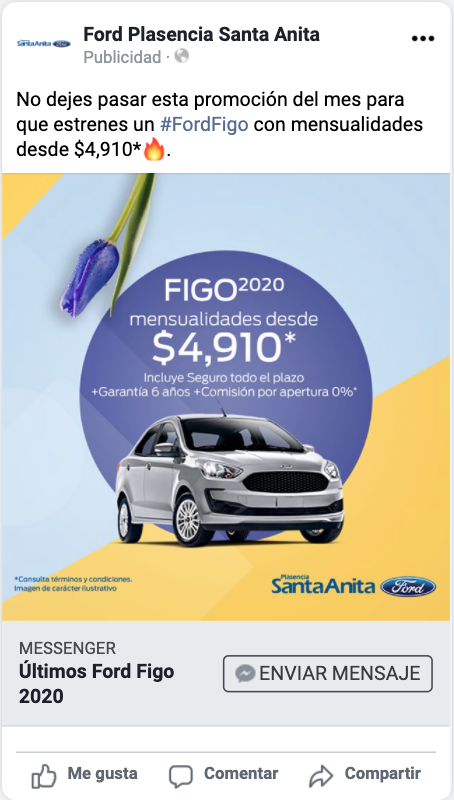 SantaAnita Ford
Ford Plasencia Santa Anita
Publicidad ·
No dejes pasar esta promoción del mes para
que estrenes un #FordFigo con mensualidades
desde $4,910*🔥.
FIGO2020
mensualidades desde
$4,910*
Incluye Seguro todo el plazo
+Garantía 6 años +Comisión por apertura 0%*
*Consulta términos y condiciones.
Imagen de carácter ilustrativo
Plasencia
SantaAnita Ford
MESSENGER
Últimos Ford Figo
2020
ENVIAR MENSAJE
Me gusta Comentar Compartir